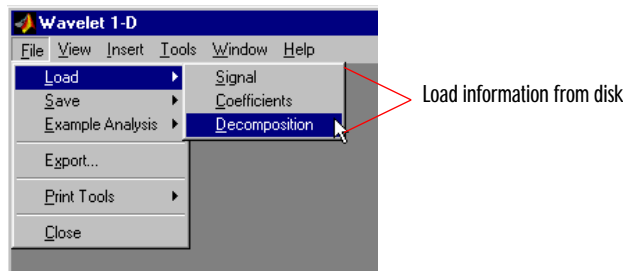 Wavelet 1-D
File View Insert Tools Window Help
Load
Save
Example Analysis
Export...
Print Tools
Close
Signal
Coefficients
Decomposition
Load information from disk